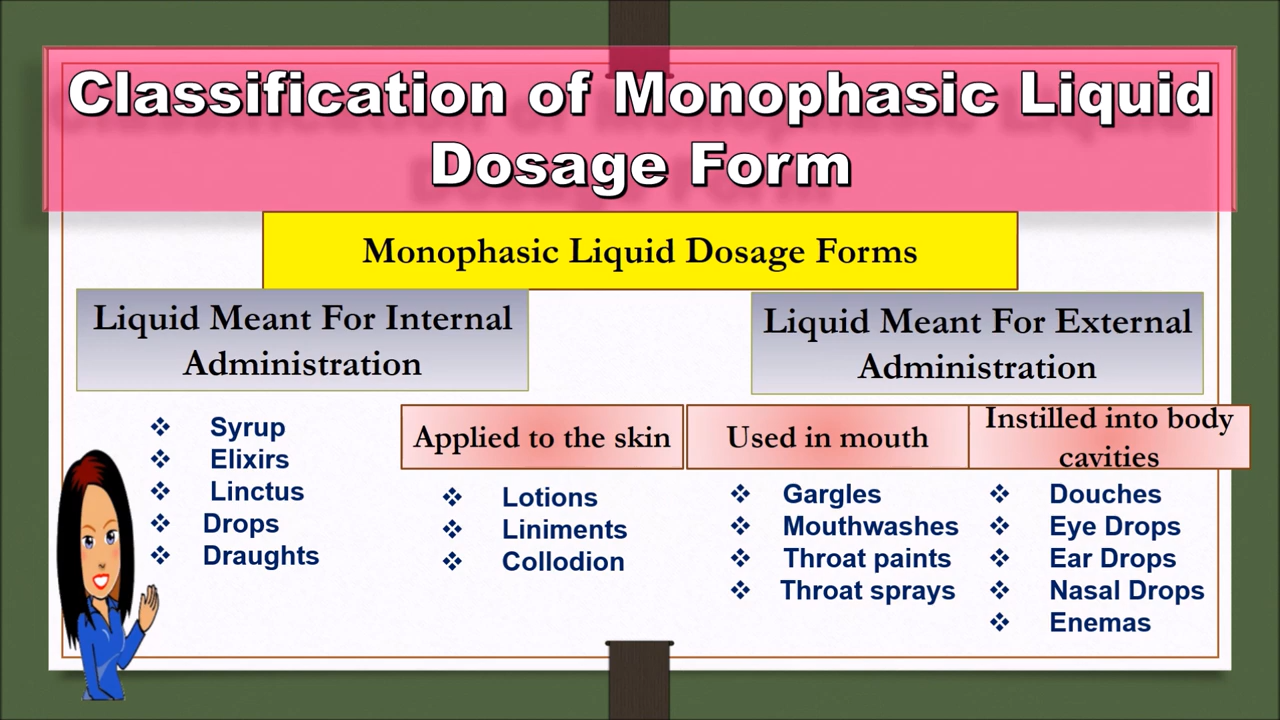 Classification of Monophasic Liquid
Dosage Form
Monophasic Liquid Dosage Forms
Liquid Meant For Internal
Administration
Liquid Meant For External
Administration
❖ Syrup
❖ Elixirs
❖ Linctus
❖ Drops
❖ Draughts
Applied to the skin
❖ Lotions
❖ Liniments
❖ Collodion
Used in mouth
❖ Gargles
❖ Mouthwashes
❖ Throat paints
❖ Throat sprays
Instilled into body
cavities
❖ Douches
❖ Eye Drops
❖ Ear Drops
❖ Nasal Drops
❖ Enemas